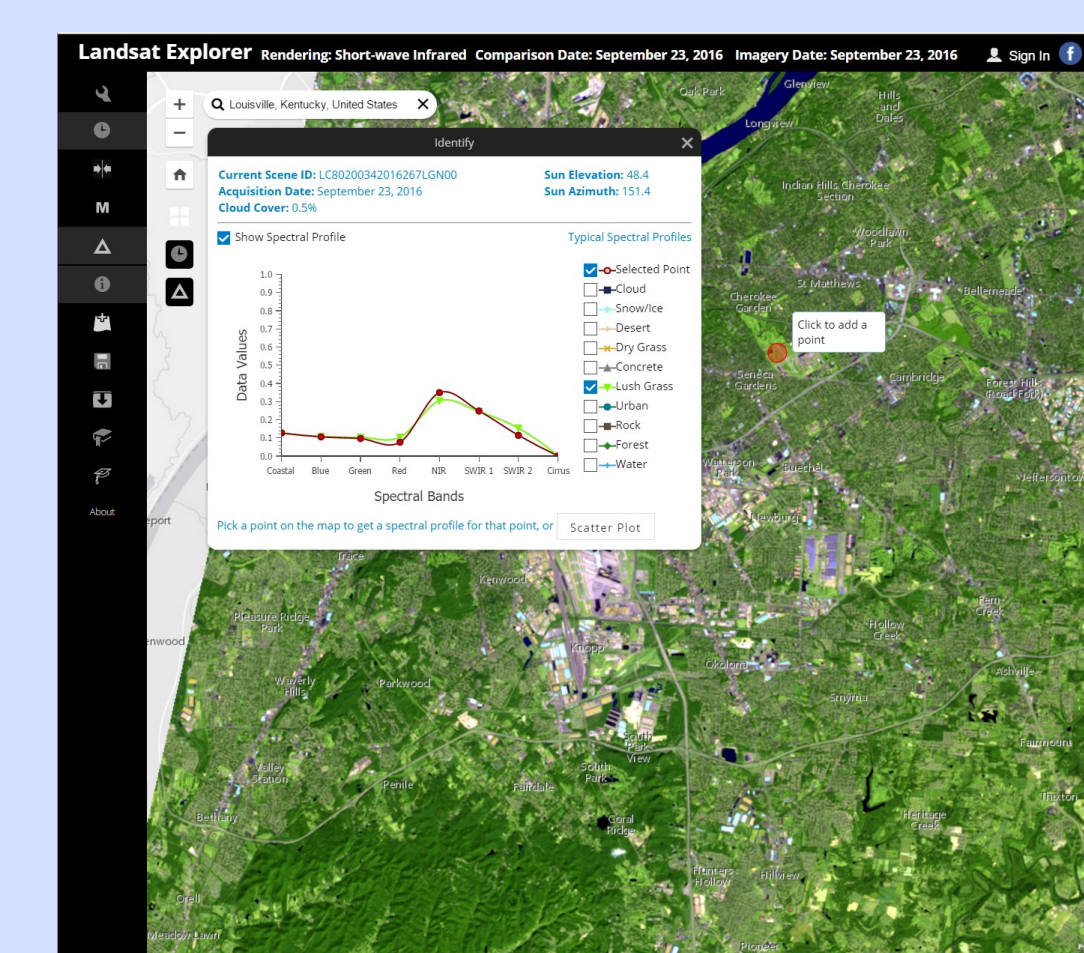 Landsat Explorer Rendering: Short-wave Infrared Comparison Date: September 23, 2016 Imagery Date: September 23, 2016 Sign In f
+
Louisville, Kentucky, United States
−
Identify
Current Scene ID: LC80200342016267LGN00
Sun Elevation: 48.4
Acquisition Date: September 23, 2016
Sun Azimuth: 151.4
Cloud Cover: 0.5%
Show Spectral Profile
Typical Spectral Profiles
1.0
0.9
0.8
0.7
0.6
0.5
0.4
0.3
0.2
0.1
0.0
Data Values
Coastal Blue Green Red NIR SWIR 1 SWIR 2 Cirrus
Spectral Bands
Selected Point
Cloud
Snow/Ice
Desert
Dry Grass
Concrete
Lush Grass
Urban
Rock
Forest
Water
Pick a point on the map to get a spectral profile for that point, or Scatter Plot
M
About
Oak Park
Glenview
Hills
and
Dales
Longview
Indian Hills Cherokee
Section
Woodlawn
Park
St Matthews
Bellemeade
Cherokee
Garden
Click to add a
point
Seneca
Gardens
Cambridge
Forest Hills
(Road Fork)
Watterson
Park
Buechel
Jeffersontow
Newburg
eport
Trace
Kenwood
Fern
Creek
Pleasure Ridge
Park
Hollow
Creek
enwood
Knopp
Okolona
Ashville
Waverly
Hills
Parkwood
Smyrna
South
Park
View
Fairmount
Valley
Station
South
Park
Penile
Fairdale
Thixton
Bethany
Coral
Ridge
Heritage
Creek
Hunters
Hollow
Hillview
Orell
Meadow Lawn
Pioneer